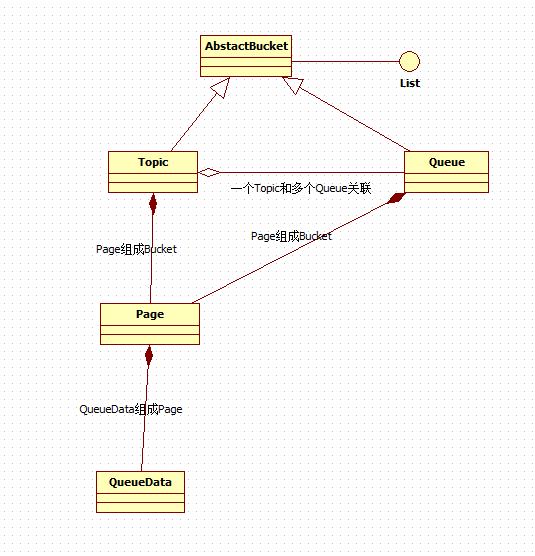 AbstactBucket
List
Topic
Queue
一个Topic和多个Queue关联
Page组成Bucket
Page组成Bucket
Page
QueueData组成Page
QueueData